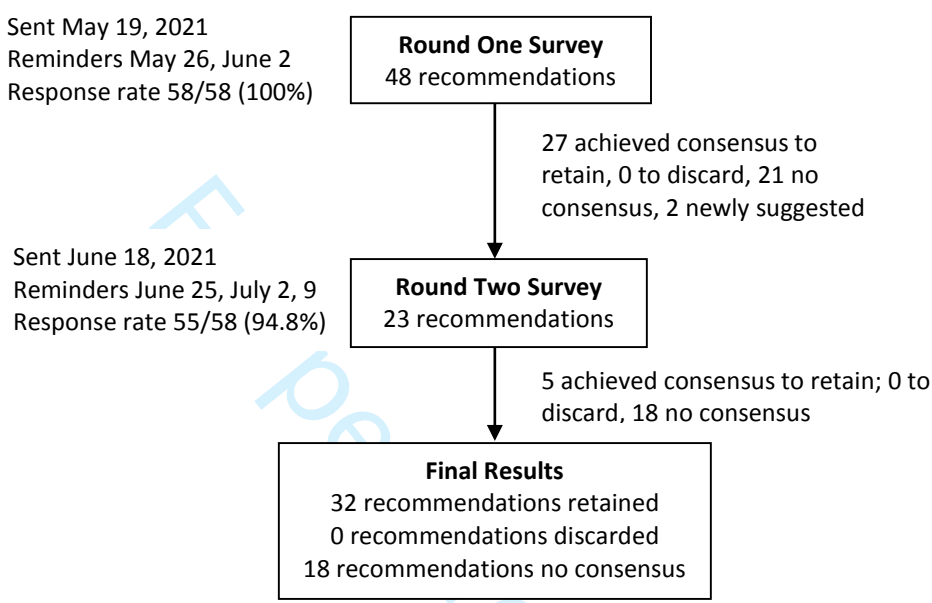 Sent May 19, 2021
Reminders May 26, June 2
Response rate 58/58 (100%)
Round One Survey
48 recommendations
27 achieved consensus to
retain, 0 to discard, 21 no
consensus, 2 newly suggested
Sent June 18, 2021
Reminders June 25, July 2, 9
Response rate 55/58 (94.8%)
Round Two Survey
23 recommendations
5 achieved consensus to retain; 0 to
discard, 18 no consensus
Final Results
32 recommendations retained
0 recommendations discarded
18 recommendations no consensus